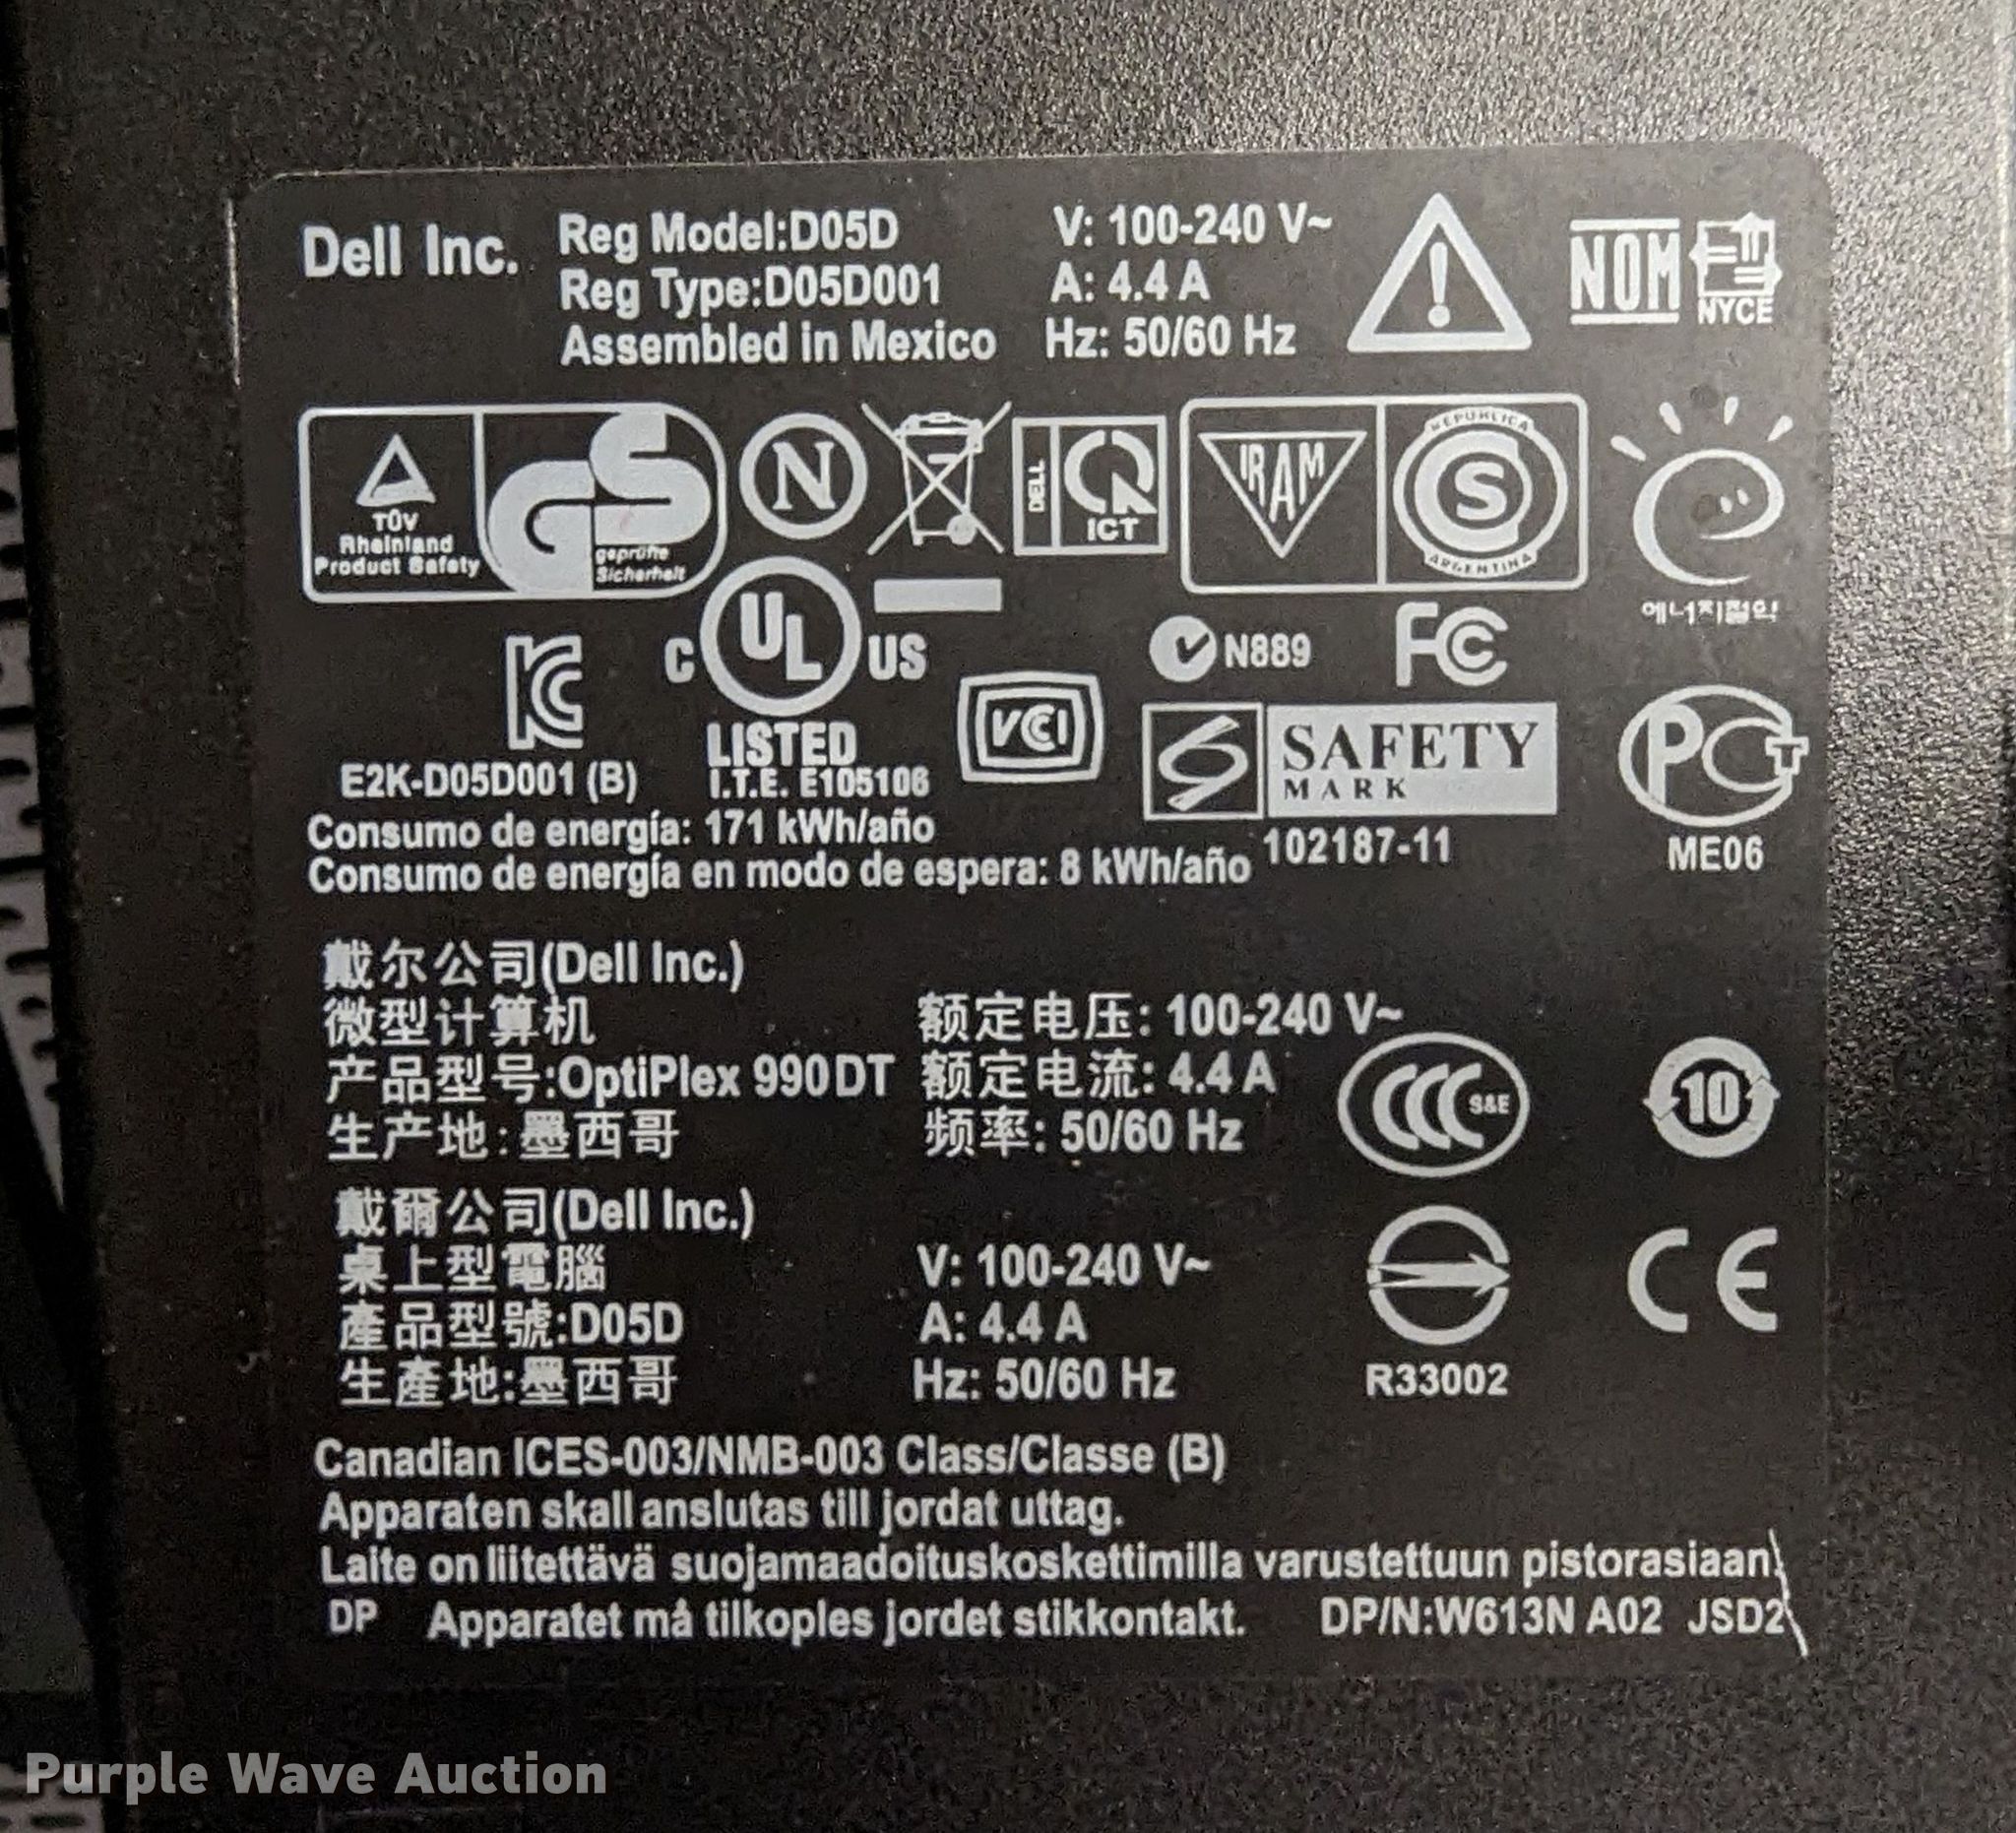 Dell Inc.
Reg Model:D05D
Reg Type:D05D001
Assembled in Mexico
V: 100-240 V~
A: 4.4 A
Hz: 50/60 Hz
NOM
NYCE
TÜV
Rheinland
Product Safety
GS
geprüfte
Sicherheit
N
DELL
ICT
IRAM
REPUBLICA
S
ARGENTINA
에너지절약
C UL US
LISTED
I.T.E. E105106
KC
E2K-D05D001 (B)
VCCI
N889
FC
SAFETY
MARK
102187-11
PCT
ME06
Consumo de energía: 171 kWh/año
Consumo de energía en modo de espera: 8 kWh/año
戴尔公司(Dell Inc.)
微型计算机
产品型号:OptiPlex 990DT
生产地:墨西哥
额定电压: 100-240 V~
额定电流: 4.4 A
频率: 50/60 Hz
CCC S&E
10
戴爾公司(Dell Inc.)
桌上型電腦
產品型號:D05D
生產地:墨西哥
V: 100-240 V~
A: 4.4 A
Hz: 50/60 Hz
R33002
CE
Canadian ICES-003/NMB-003 Class/Classe (B)
Apparaten skall anslutas till jordat uttag.
Laite on liitettävä suojamaadoituskoskettimilla varustettuun pistorasiaan.
DP Apparatet må tilkoples jordet stikkontakt. DP/N:W613N A02 JSD2
Purple Wave Auction